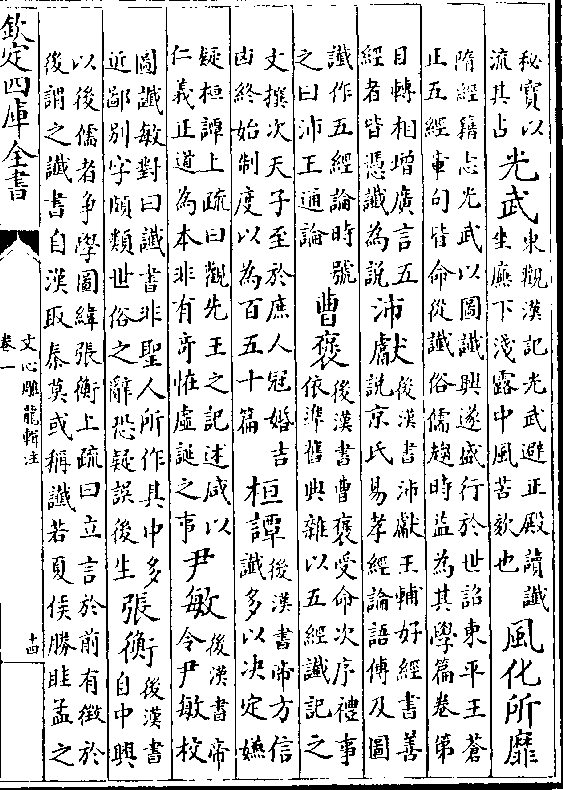 秘寳以
流其占
光武
東觀漢記光武避正殿讀讖
坐廡下淺露中風苦欬也
風化所靡
隋經籍志光武以圖讖興遂盛行於世詔東平王蒼
正五經章句皆命從讖俗儒趨時益為其學篇卷第
目轉相增廣言五
經者皆憑讖為說
沛獻
後漢書沛獻王輔好經書善
說京氏易孝經論語傳及圖
讖作五經論時號
之曰沛王通論
曹褒
後漢書曹褒受命次序禮事
依準舊典雜以五經讖記之
文撰次天子至於庶人冠婚吉
凶終始制度以為百五十篇
桓譚
後漢書帝方信
讖多以决定嫌
疑桓譚上疏曰觀先王之記述咸以
仁義正道為本非有竒怪虛誕之事
尹敏
後漢書帝
令尹敏校
圖讖敏對曰讖書非聖人所作其中多
近鄙别字頗類世俗之辭恐疑誤後生
張衡
後漢書
自中興
以後儒者争學圖緯張衡上疏曰立言於前有徵於
後謂之讖書自漢取秦莫或稱讖若夏侯勝眭孟之
欽定四庫全書
文心雕龍輯注
卷一
十四